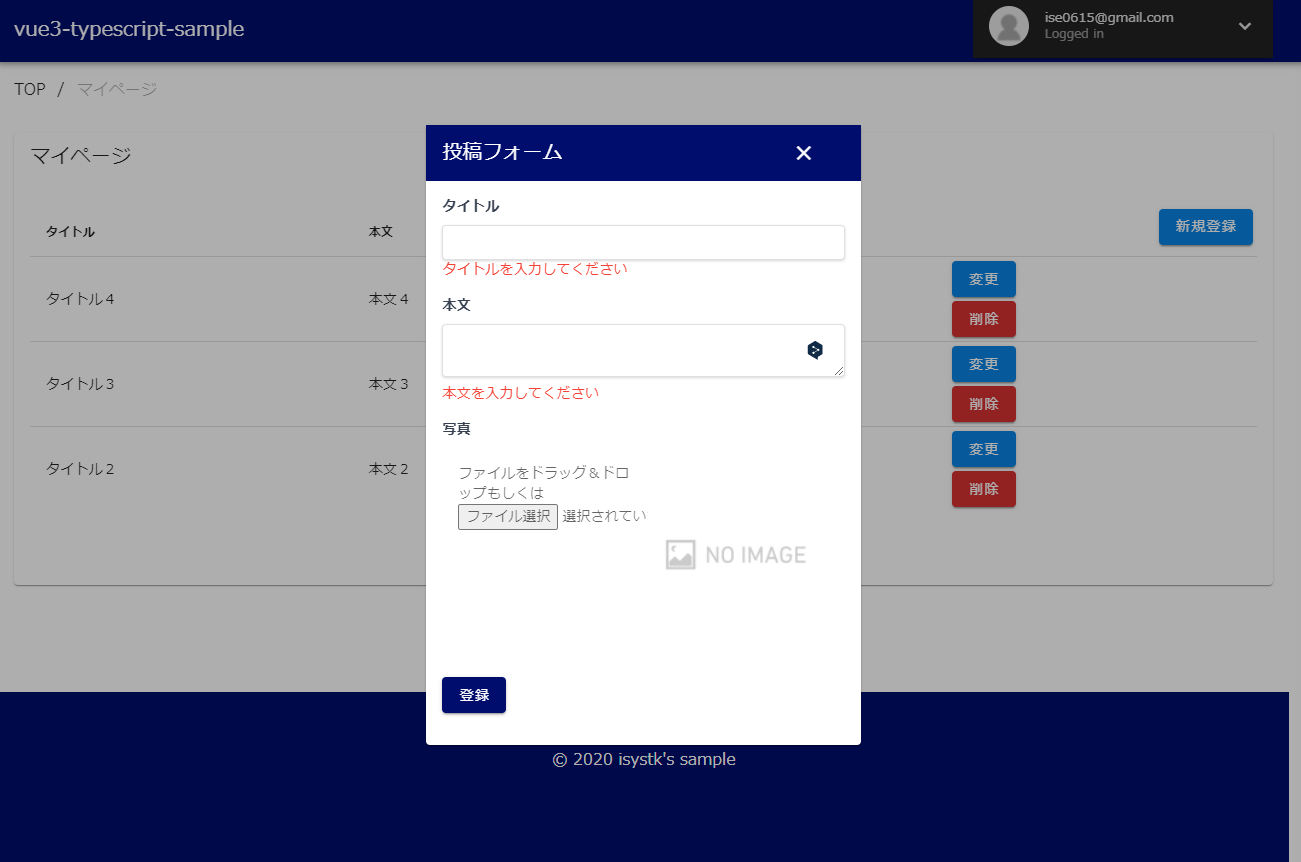 vue3-typescript-sample
ise0615@gmail.com
Logged in
TOP / マイページ
マイページ
タイトル 本文
新規登録
タイトル４ 本文４
変更
削除
タイトル３ 本文３
変更
削除
タイトル２ 本文２
変更
削除
投稿フォーム
タイトル
タイトルを入力してください
本文
本文を入力してください
写真
ファイルをドラッグ＆ドロ
ップもしくは
ファイル選択 選択されてい
NO IMAGE
登録
© 2020 isystk's sample